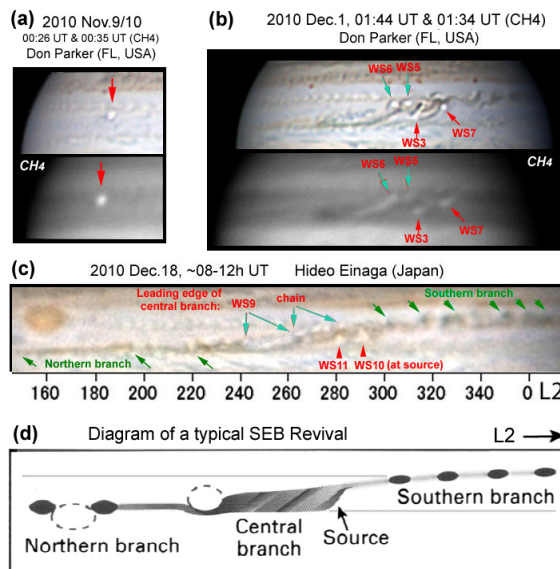 (a)
2010 Nov.9/10
00:26 UT & 00:35 UT (CH4)
Don Parker (FL, USA)
CH4
(b)
2010 Dec.1, 01:44 UT & 01:34 UT (CH4)
Don Parker (FL, USA)
WS6 WS5
WS3
WS7
CH4
WS6 WS5
WS3
WS7
(c)
2010 Dec.18, ~08-12h UT Hideo Einaga (Japan)
Leading edge of
central branch:
WS9
chain
Southern branch
Northern branch
WS11 WS10 (at source)
160 180 200 220 240 260 280 300 320 340 0 L2
(d)
Diagram of a typical SEB Revival
L2
Northern branch
Central
branch
Source
Southern branch